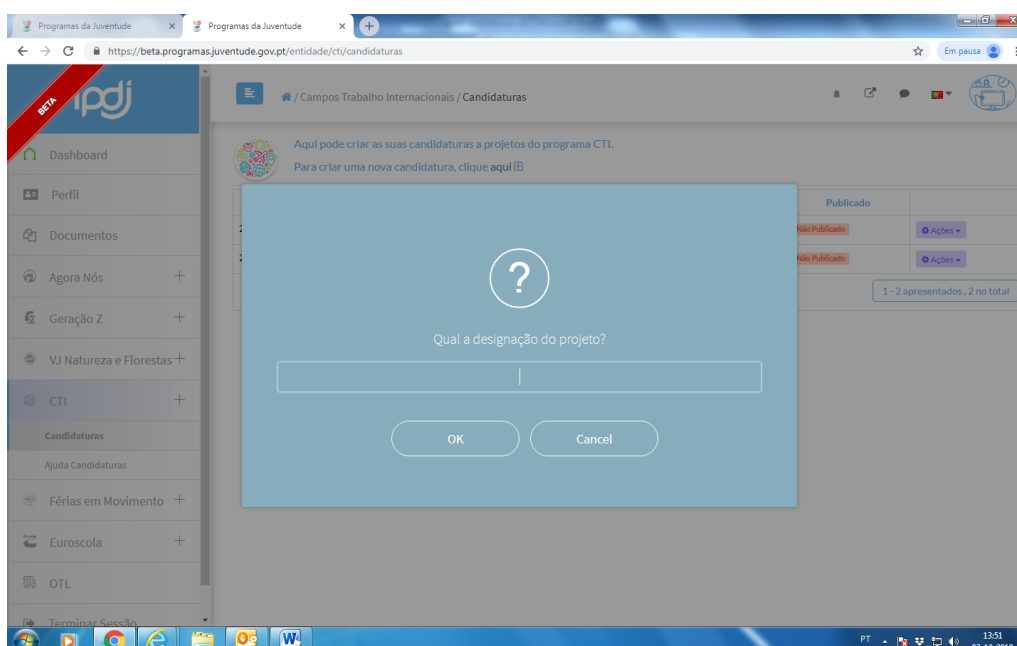 Programas da Juventude
Programas da Juventude
https://beta.programas.juventude.gov.pt/entidade/cti/candidaturas
Em pausa
BETA
ipdj
/ Campos Trabalho Internacionais / Candidaturas
Aqui pode criar as suas candidaturas a projetos do programa CTI.
Para criar uma nova candidatura, clique aqui
Dashboard
Perfil
Documentos
Agora Nós
Geração Z
VJ Natureza e Florestas
CTI
Candidaturas
Ajuda Candidaturas
Férias em Movimento
Euroscola
OTL
Terminar Sessão
Publicado
Não Publicado
Ações
Não Publicado
Ações
1 - 2 apresentados , 2 no total
?
Qual a designação do projeto?
OK
Cancel
PT
13:51